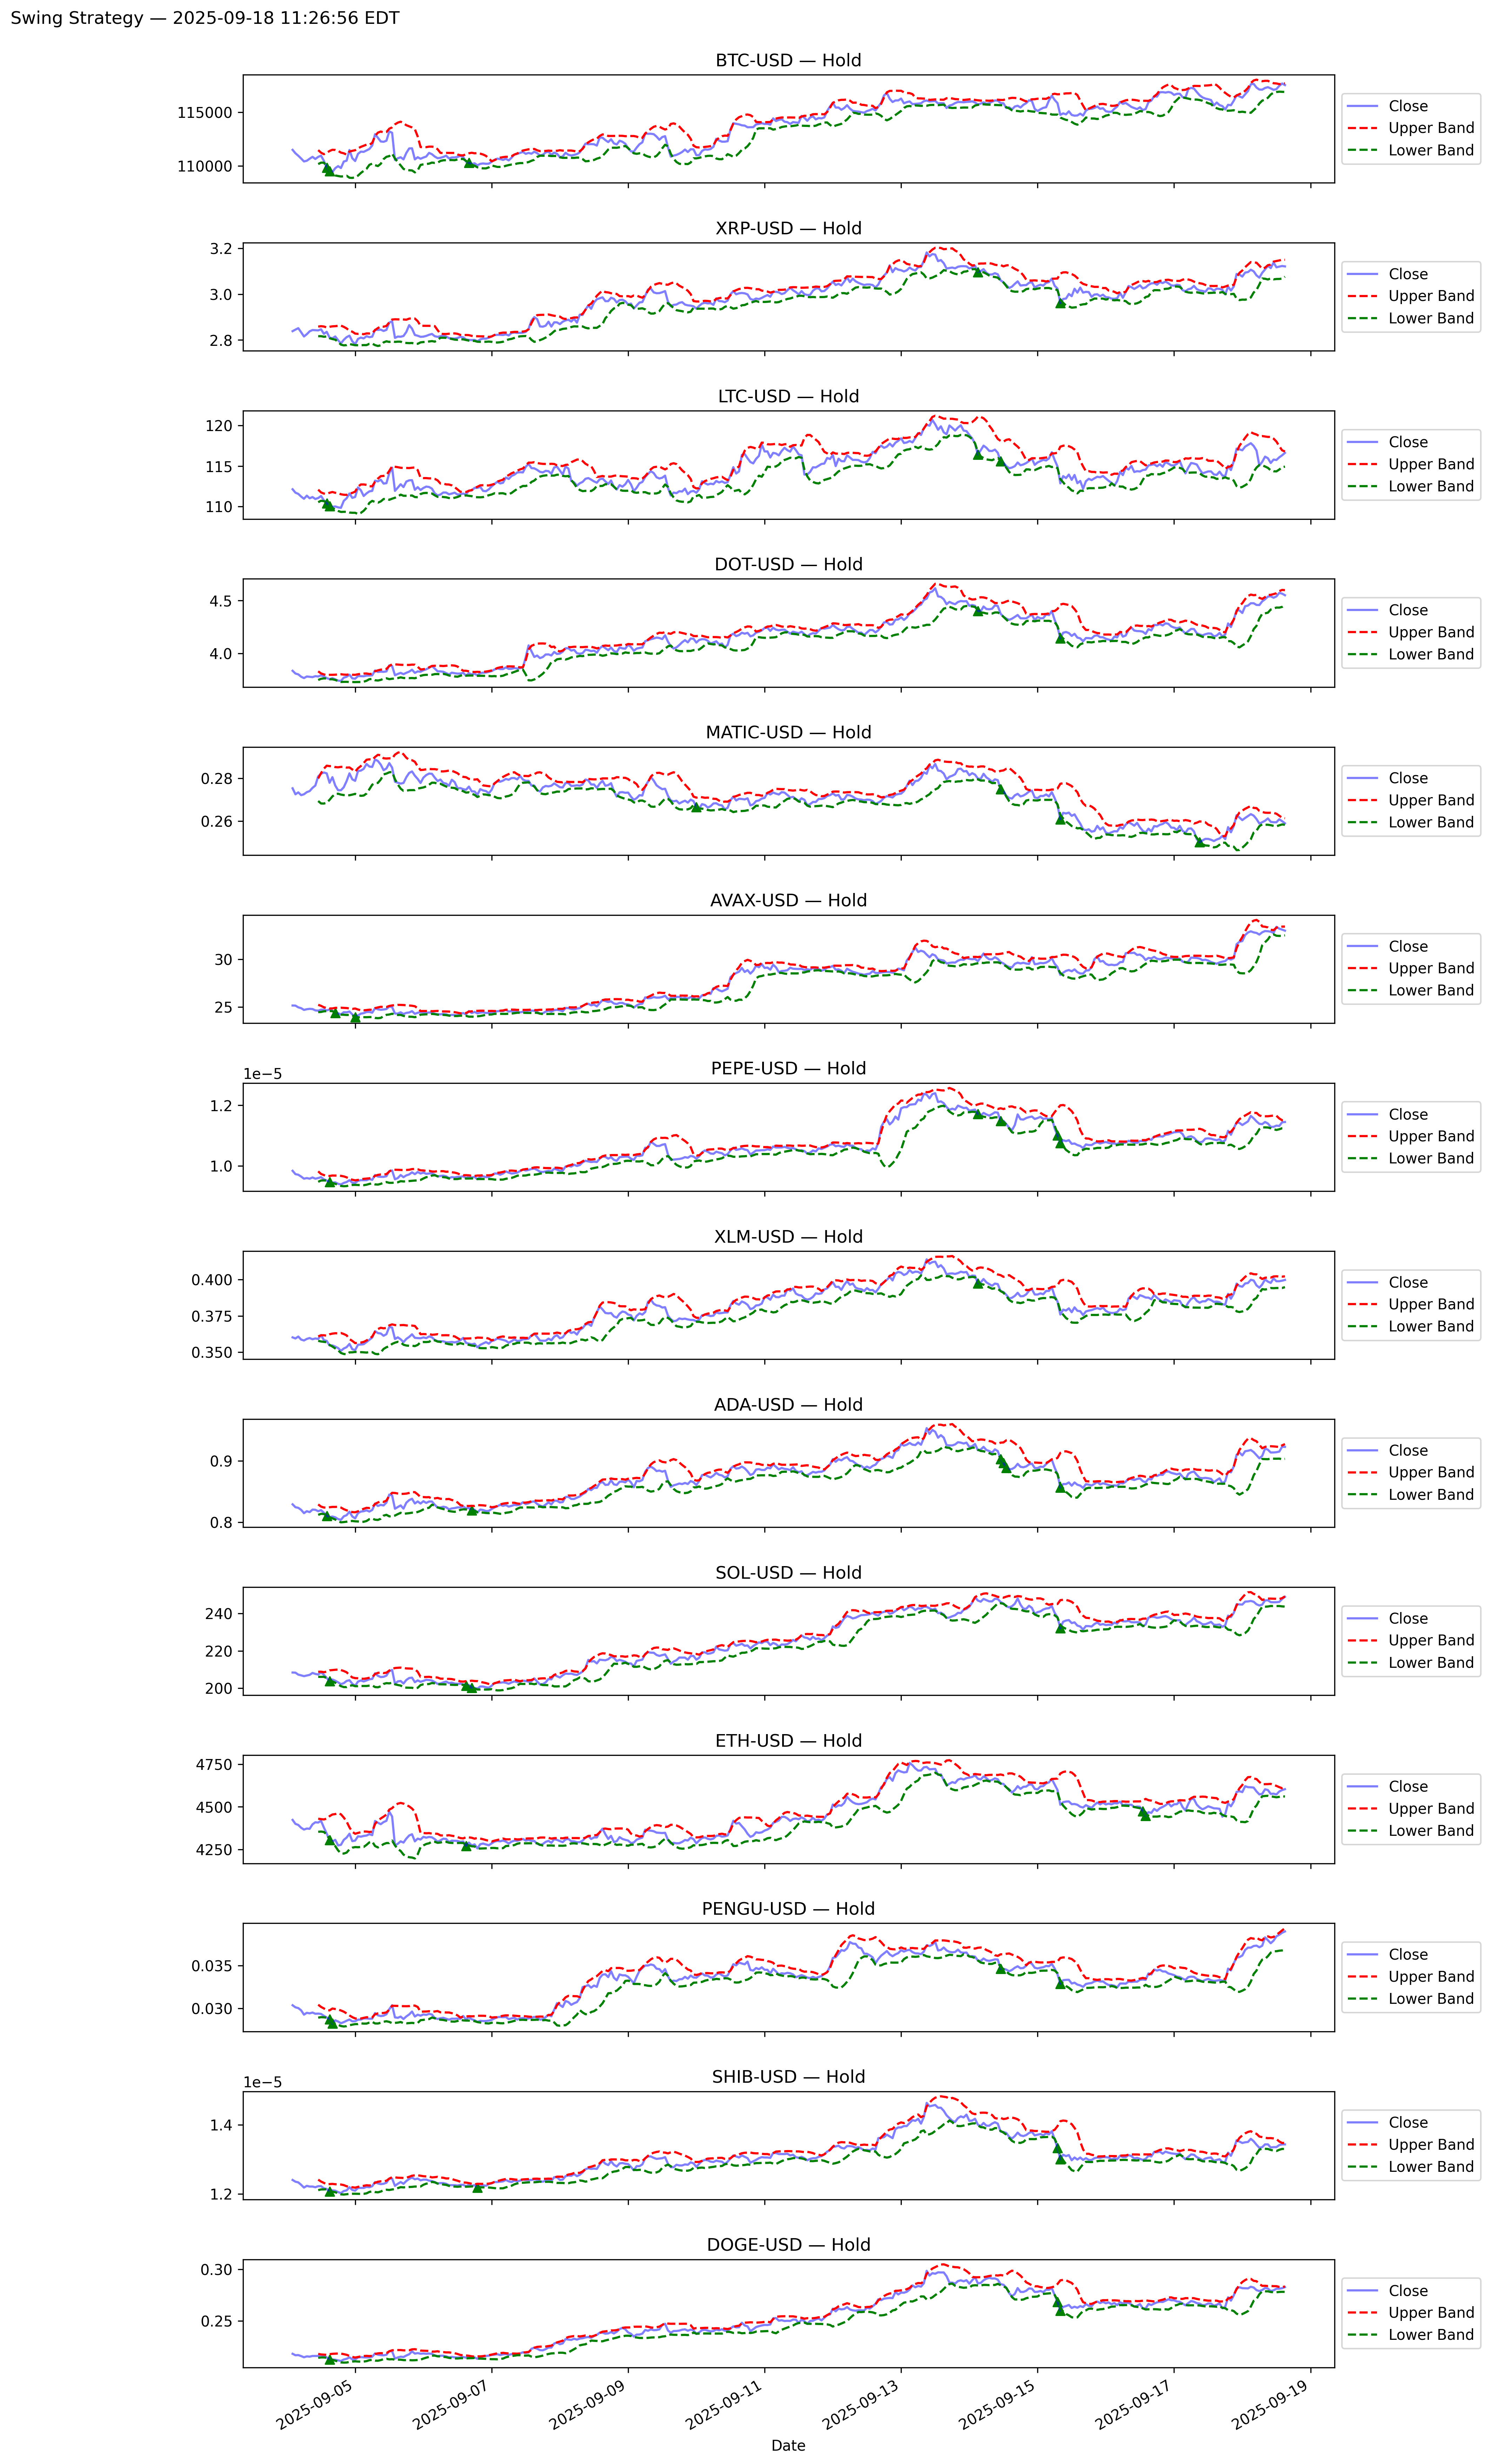 Swing Strategy — 2025-09-18 11:26:56 EDT
BTC-USD — Hold
115000
110000
Close
Upper Band
Lower Band
XRP-USD — Hold
3.2
3.0
2.8
Close
Upper Band
Lower Band
LTC-USD — Hold
120
115
110
Close
Upper Band
Lower Band
DOT-USD — Hold
4.5
4.0
Close
Upper Band
Lower Band
MATIC-USD — Hold
0.28
0.26
Close
Upper Band
Lower Band
AVAX-USD — Hold
30
25
Close
Upper Band
Lower Band
PEPE-USD — Hold
1e−5
1.2
1.0
Close
Upper Band
Lower Band
XLM-USD — Hold
0.400
0.375
0.350
Close
Upper Band
Lower Band
ADA-USD — Hold
0.9
0.8
Close
Upper Band
Lower Band
SOL-USD — Hold
240
220
200
Close
Upper Band
Lower Band
ETH-USD — Hold
4750
4500
4250
Close
Upper Band
Lower Band
PENGU-USD — Hold
0.035
0.030
Close
Upper Band
Lower Band
SHIB-USD — Hold
1e−5
1.4
1.2
Close
Upper Band
Lower Band
DOGE-USD — Hold
0.30
0.25
Close
Upper Band
Lower Band
2025-09-05
2025-09-07
2025-09-09
2025-09-11
2025-09-13
2025-09-15
2025-09-17
2025-09-19
Date